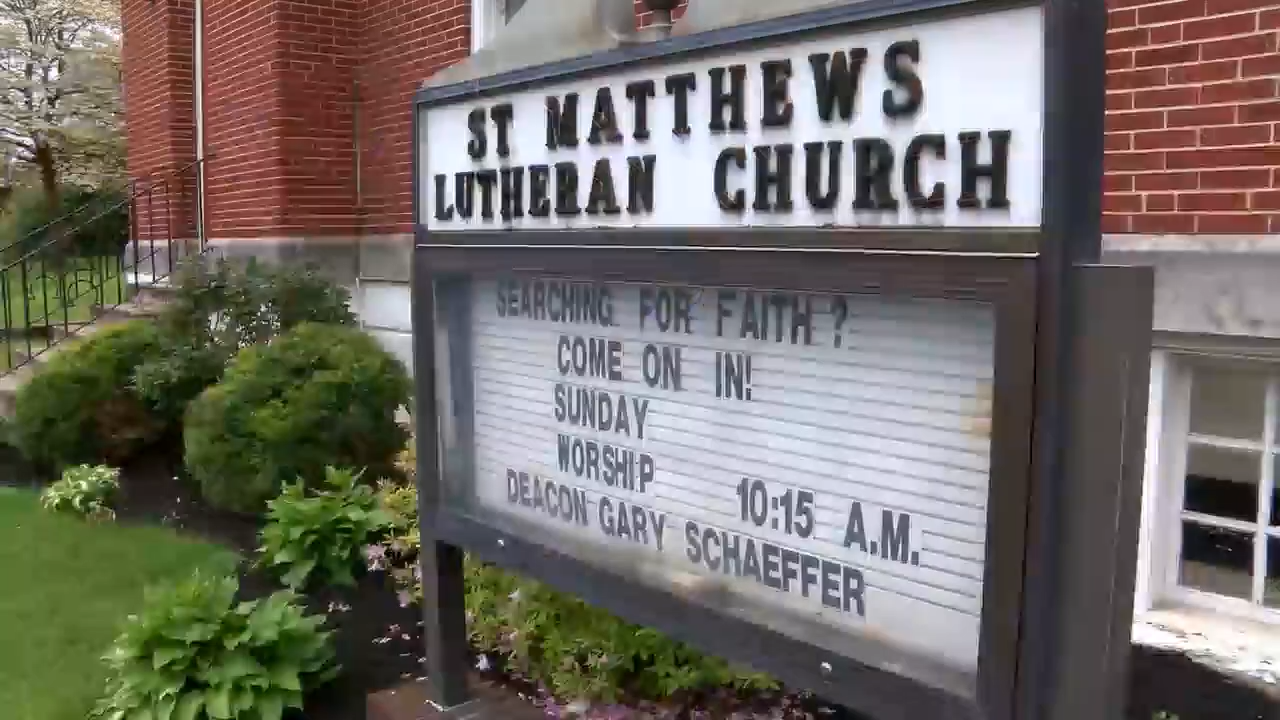 ST MATTHEWS
LUTHERAN CHURCH
SEARCHING FOR FAITH ?
COME ON IN!
SUNDAY
WORSHIP 10:15 A.M.
DEACON GARY SCHAEFFER